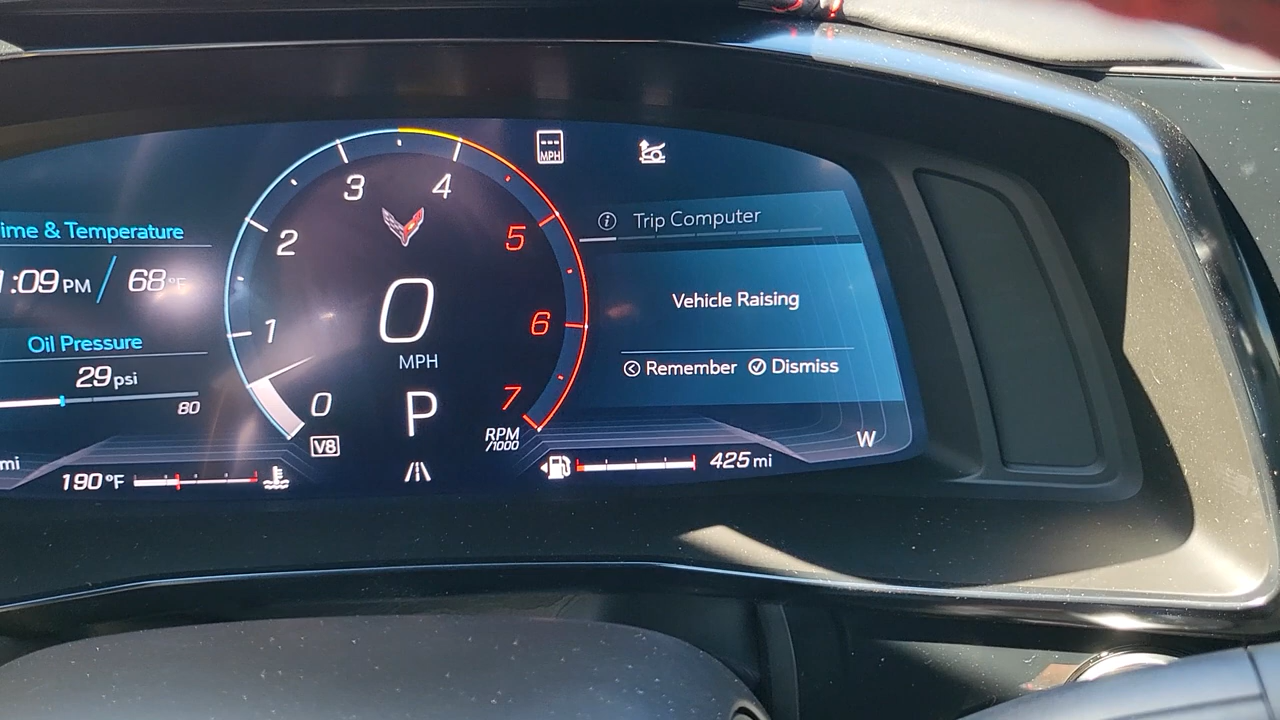 ime & Temperature
:09 PM / 68 °F
Oil Pressure
29 psi
80
mi
190 °F
0
1
2
3
4
5
6
7
RPM
/1000
0
MPH
P
V8
MPH
Trip Computer
Vehicle Raising
Remember Dismiss
425 mi
W